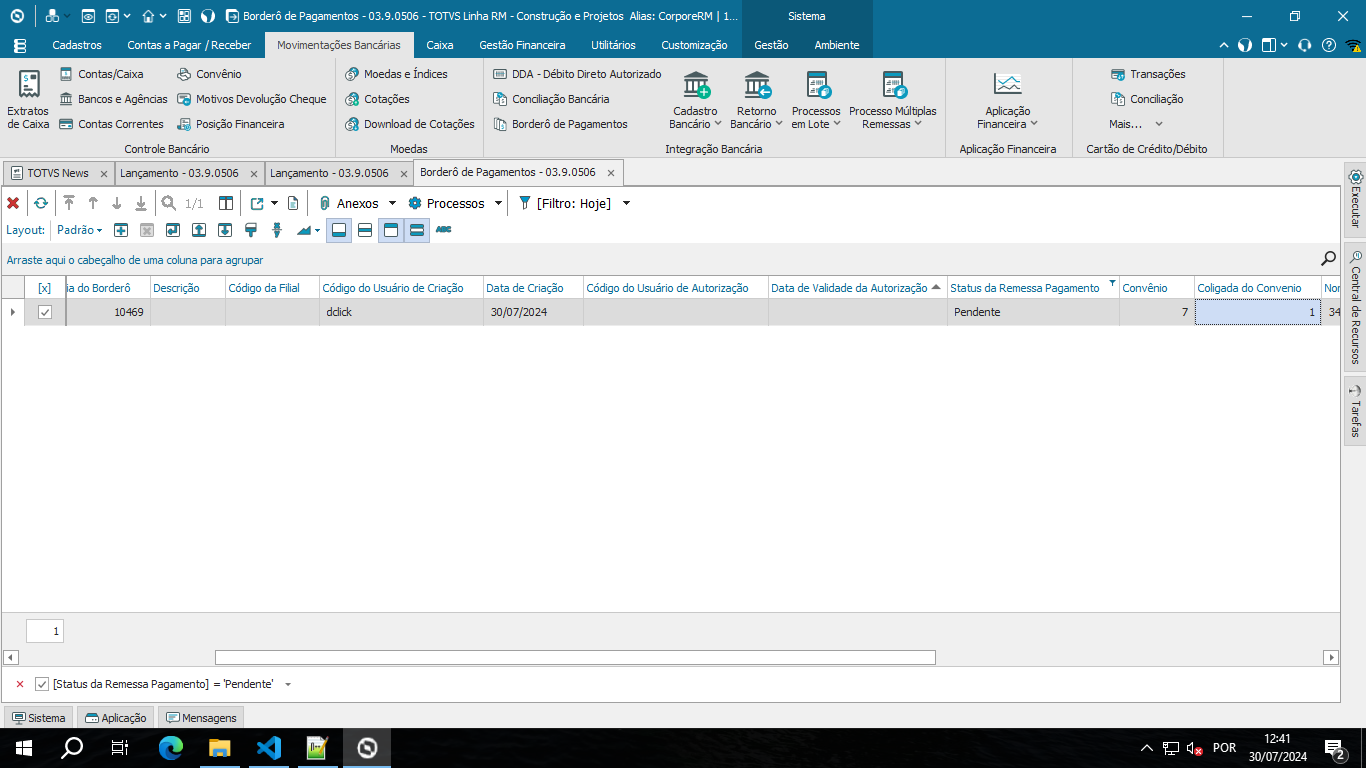 Borderô de Pagamentos - 03.9.0506 - TOTVS Linha RM - Construção e Projetos Alias: CorporeRM | 1...
Sistema
Cadastros
Contas a Pagar / Receber
Movimentações Bancárias
Caixa
Gestão Financeira
Utilitários
Customização
Gestão
Ambiente
Extratos de Caixa
Contas/Caixa
Bancos e Agências
Contas Correntes
Convênio
Motivos Devolução Cheque
Posição Financeira
Controle Bancário
Moedas e Índices
Cotações
Download de Cotações
Moedas
DDA - Débito Direto Autorizado
Conciliação Bancária
Borderô de Pagamentos
Cadastro Bancário
Retorno Bancário
Processos em Lote
Processo Múltiplas Remessas
Integração Bancária
Aplicação Financeira
Aplicação Financeira
Transações
Conciliação
Mais...
Cartão de Crédito/Débito
TOTVS News
Lançamento - 03.9.0506
Lançamento - 03.9.0506
Borderô de Pagamentos - 03.9.0506
1/1
Anexos
Processos
[Filtro: Hoje]
Layout:
Padrão
ABC
Arraste aqui o cabeçalho de uma coluna para agrupar
[x] ia do Borderô Descrição Código da Filial Código do Usuário de Criação Data de Criação Código do Usuário de Autorização Data de Validade da Autorização Status da Remessa Pagamento Convênio Coligada do Convenio Nor
10469 dclick 30/07/2024 Pendente 7 1 34
1
[Status da Remessa Pagamento] = 'Pendente'
Executar
Central de Recursos
Tarefas
Sistema
Aplicação
Mensagens
POR
12:41
30/07/2024
2